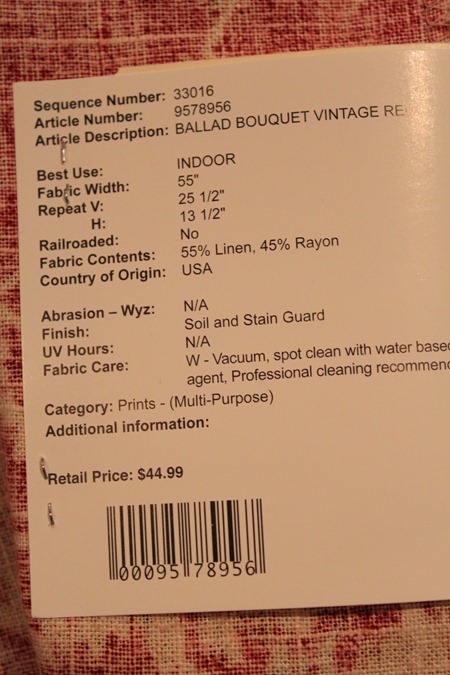 Sequence Number: 33016
Article Number: 9578956
Article Description: BALLAD BOUQUET VINTAGE
Best Use: INDOOR
Fabric Width: 55"
Repeat V: 25 1/2"
H: 13 1/2"
Railroaded: No
Fabric Contents: 55% Linen, 45% Rayon
Country of Origin: USA
Abrasion – Wyz: N/A
Finish: Soil and Stain Guard
UV Hours: N/A
Fabric Care: W - Vacuum, spot clean with water
agent, Professional cleaning
Category: Prints - (Multi-Purpose)
Additional information:
Retail Price: $44.99
00095 78956